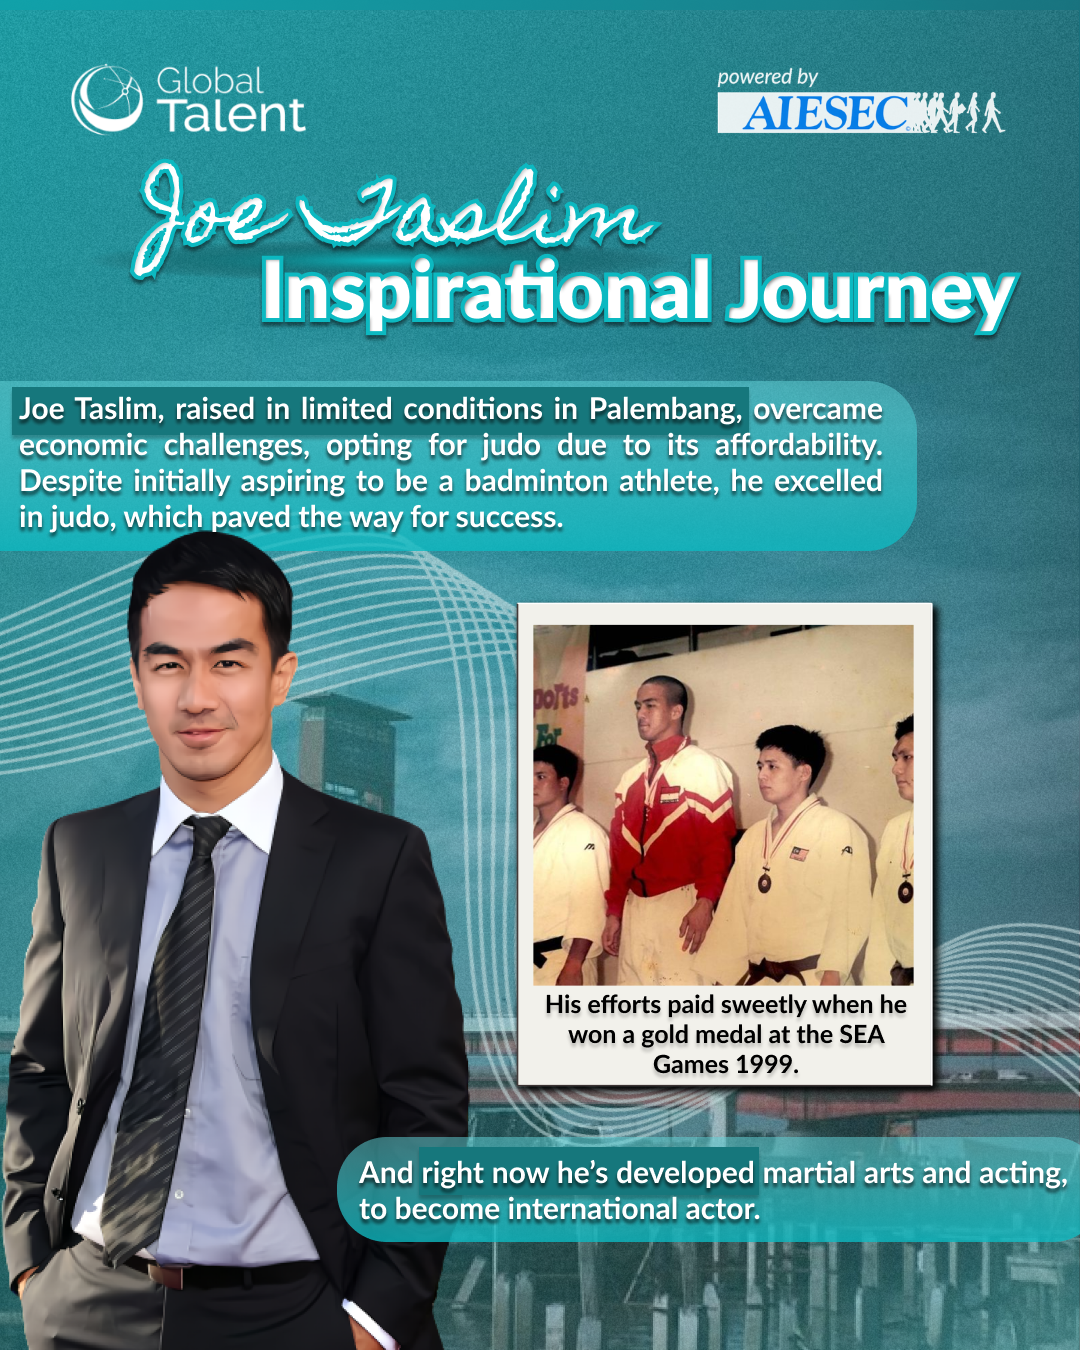 Global
Talent
powered by
AIESEC
Joe Taslim
Inspirational Journey
Joe Taslim, raised in limited conditions in Palembang, overcame
economic challenges, opting for judo due to its affordability.
Despite initially aspiring to be a badminton athlete, he excelled
in judo, which paved the way for success.
ports
For
His efforts paid sweetly when he
won a gold medal at the SEA
Games 1999.
And right now he’s developed martial arts and acting,
to become international actor.